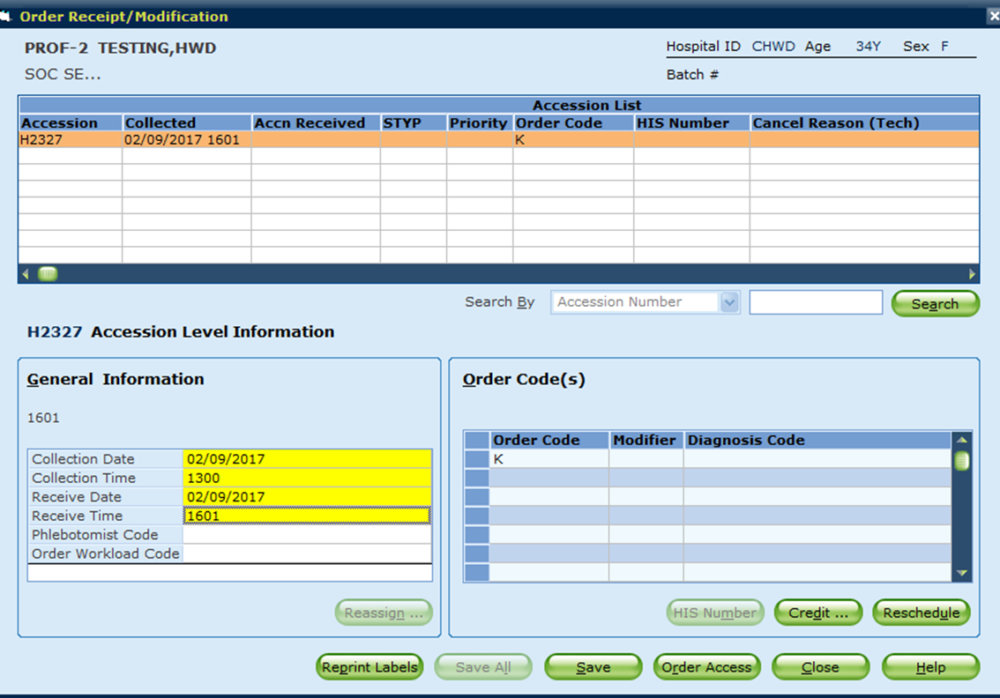 Order Receipt/Modification
PROF-2 TESTING,HWD
Hospital ID CHWD Age 34Y Sex F
SOC SE...
Batch #
Accession List
Accession Collected Accn Received STYP Priority Order Code HIS Number Cancel Reason (Tech)
H2327 02/09/2017 1601 K
Search By Accession Number Search
H2327 Accession Level Information
General Information
1601
Collection Date 02/09/2017
Collection Time 1300
Receive Date 02/09/2017
Receive Time 1601
Phlebotomist Code
Order Workload Code
Reassign ...
Order Code(s)
Order Code Modifier Diagnosis Code
K
HIS Number Credit ... Reschedule
Reprint Labels Save All Save Order Access Close Help